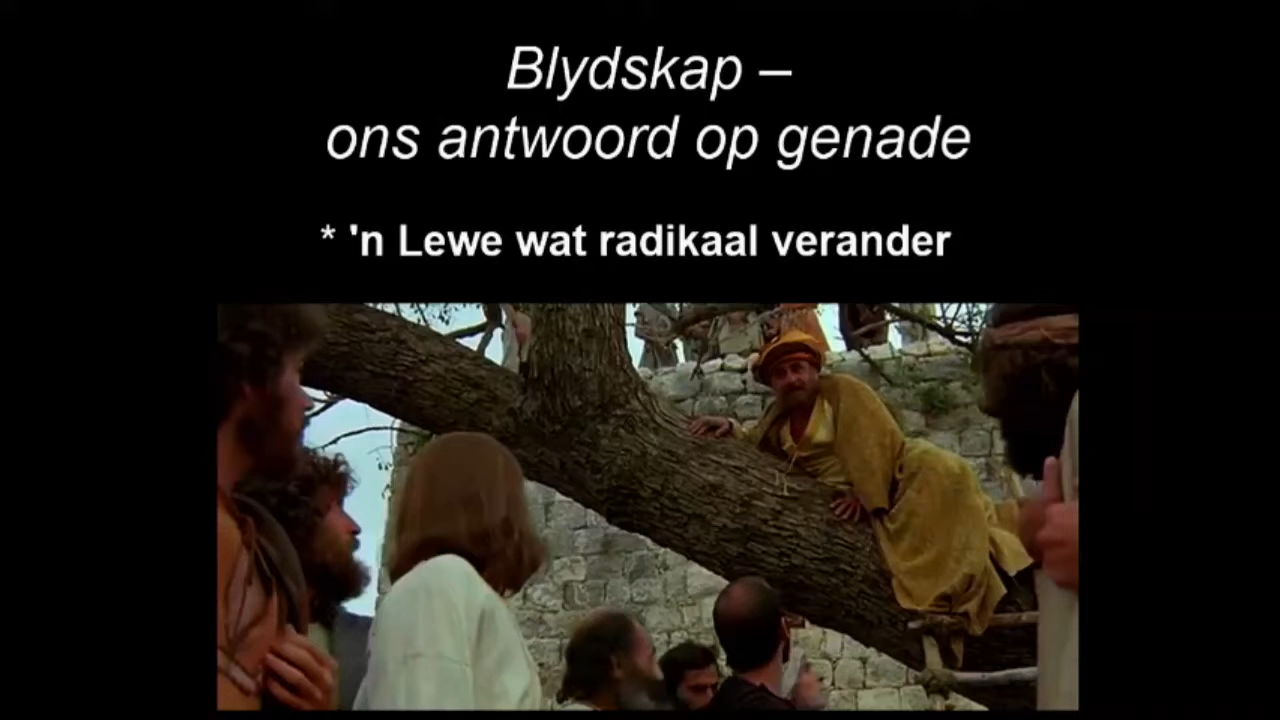 Blydskap –
ons antwoord op genade
* 'n Lewe wat radikaal verander